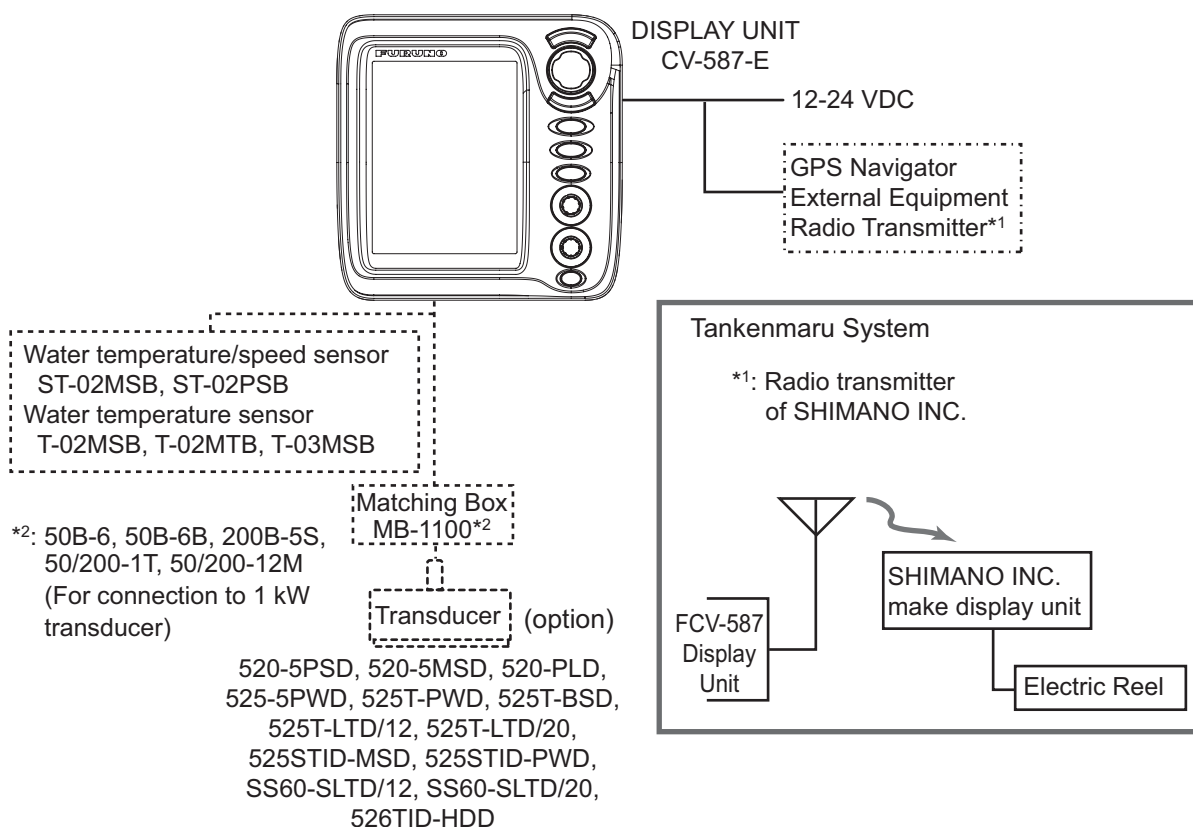 FURUNO
DISPLAY UNIT
CV-587-E
12-24 VDC
GPS Navigator
External Equipment
Radio Transmitter*1
Water temperature/speed sensor
ST-02MSB, ST-02PSB
Water temperature sensor
T-02MSB, T-02MTB, T-03MSB
Matching Box
MB-1100*2
*2: 50B-6, 50B-6B, 200B-5S,
50/200-1T, 50/200-12M
(For connection to 1 kW
transducer)
Transducer
(option)
520-5PSD, 520-5MSD, 520-PLD,
525-5PWD, 525T-PWD, 525T-BSD,
525T-LTD/12, 525T-LTD/20,
525STID-MSD, 525STID-PWD,
SS60-SLTD/12, SS60-SLTD/20,
526TID-HDD
Tankenmaru System
*1: Radio transmitter
of SHIMANO INC.
FCV-587
Display
Unit
SHIMANO INC.
make display unit
Electric Reel